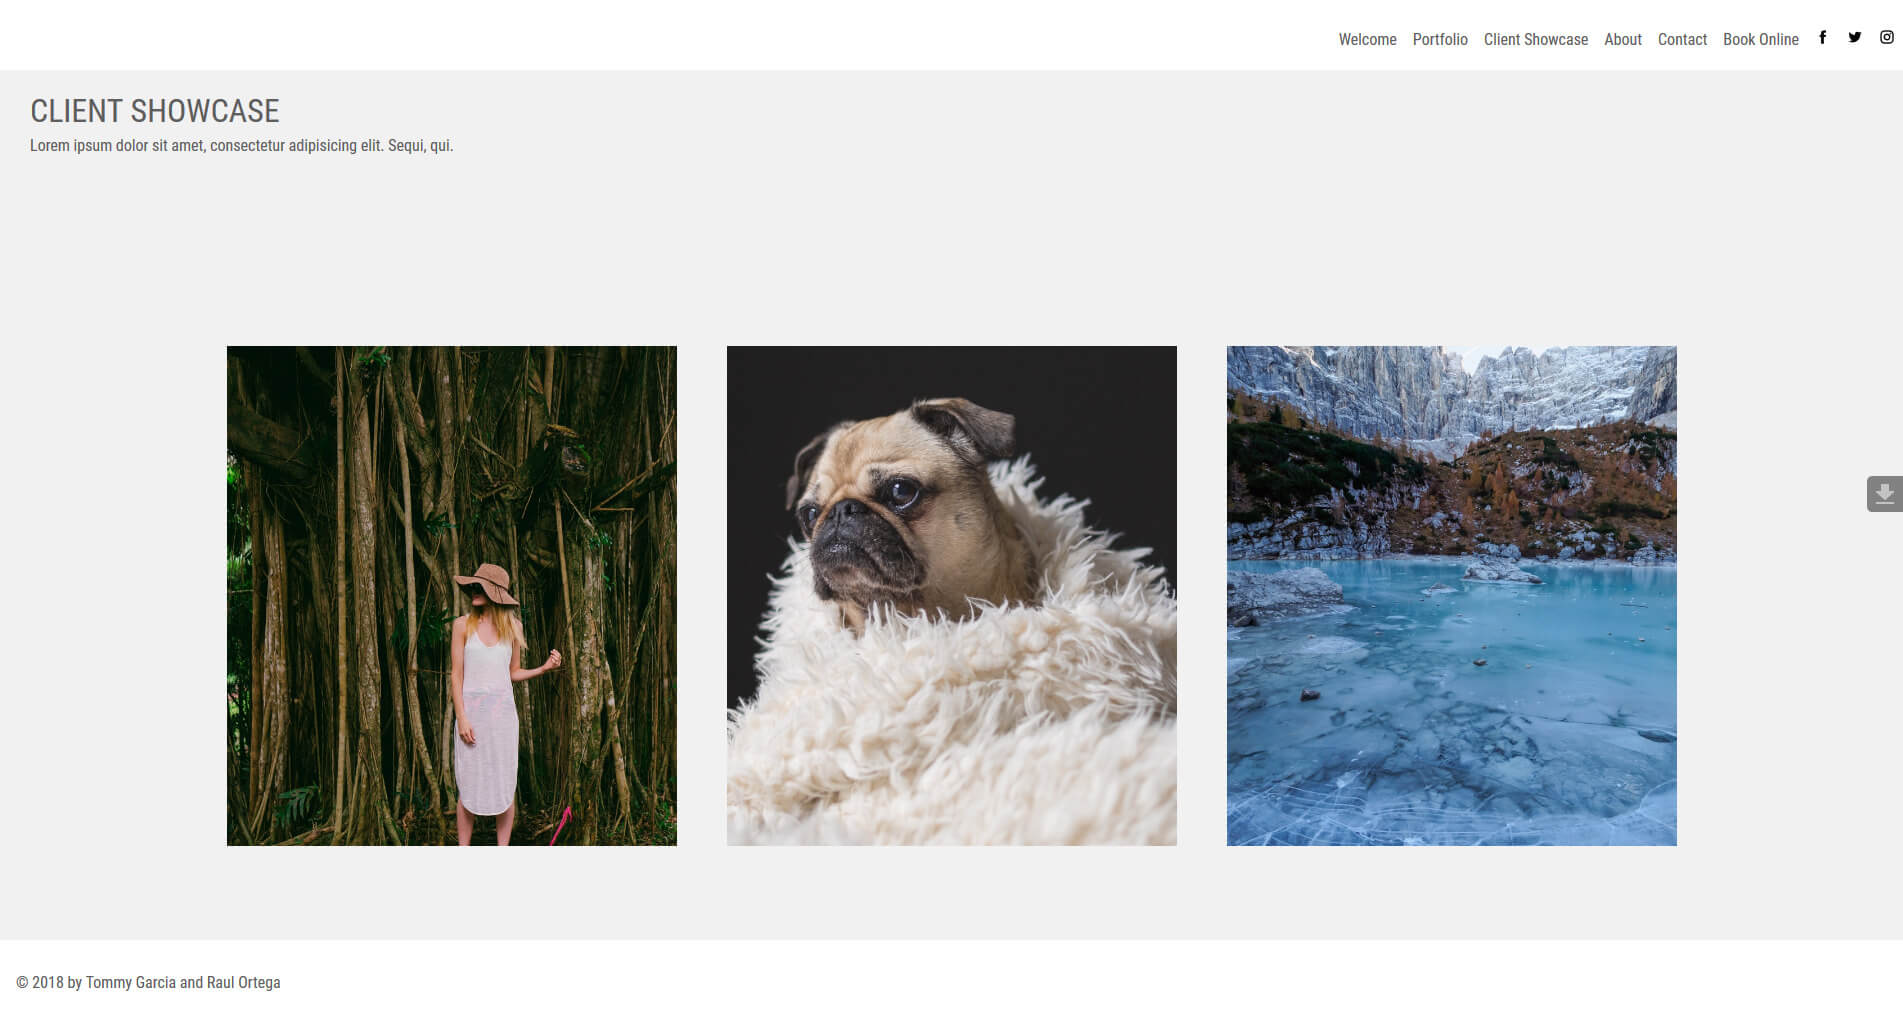 Welcome Portfolio Client Showcase About Contact Book Online
CLIENT SHOWCASE
Lorem ipsum dolor sit amet, consectetur adipisicing elit. Sequi, qui.
© 2018 by Tommy Garcia and Raul Ortega